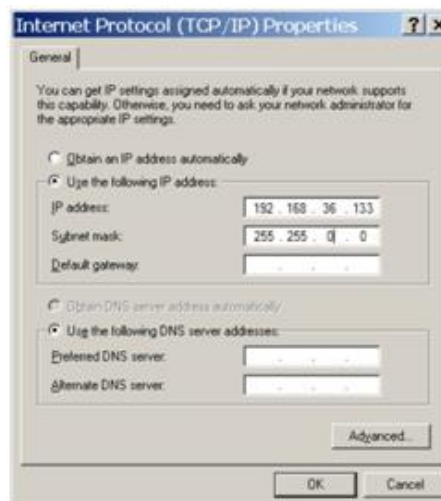 Internet Protocol (TCP/IP) Properties
General
You can get IP settings assigned automatically if your network supports
this capability. Otherwise, you need to ask your network administrator for
the appropriate IP settings.
Obtain an IP address automatically
Use the following IP address:
IP address: 192 . 168 . 36 . 133
Subnet mask: 255 . 255 . 0 . 0
Default gateway: . . .
Obtain DNS server address automatically
Use the following DNS server addresses:
Preferred DNS server: . . .
Alternate DNS server: . . .
Advanced...
OK Cancel